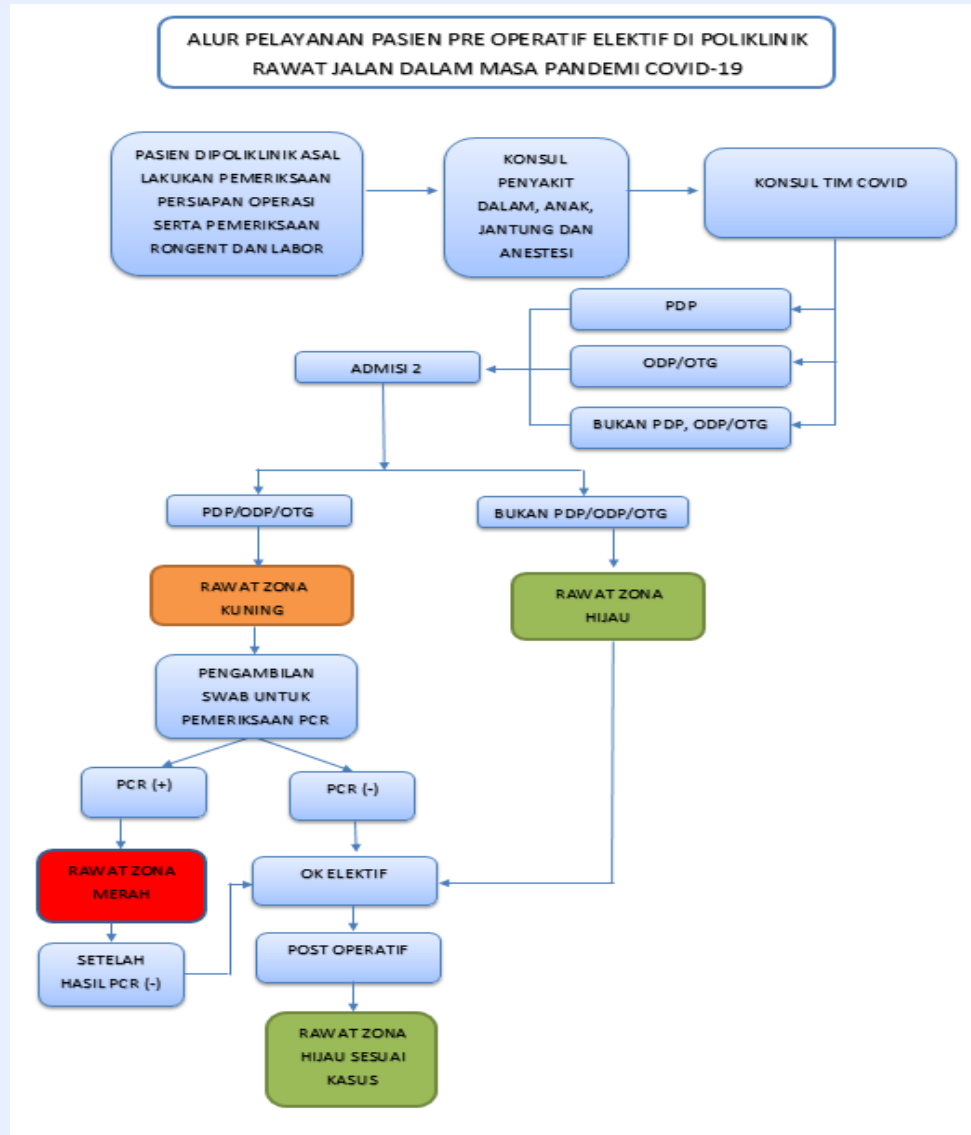 ALUR PELAYANAN PASIEN PRE OPERATIF ELEKTIF DI POLIKLINIK
RAWAT JALAN DALAM MASA PANDEMI COVID-19
PASIEN DIPOLIKLINIK ASAL
LAKUKAN PEMERIKSAAN
PERSIAPAN OPERASI
SERTA PEMERIKSAAN
RONGENT DAN LABOR
KONSUL
PENYAKIT
DALAM, ANAK,
JANTUNG DAN
ANESTESI
KONSUL TIM COVID
PDP
ODP/OTG
BUKAN PDP, ODP/OTG
ADMISI 2
PDP/ODP/OTG
BUKAN PDP/ODP/OTG
RAWAT ZONA
KUNING
RAWAT ZONA
HIJAU
PENGAMBILAN
SWAB UNTUK
PEMERIKSAAN PCR
PCR (+)
PCR (-)
RAWAT ZONA
MERAH
OK ELEKTIF
SETELAH
HASIL PCR (-)
POST OPERATIF
RAWAT ZONA
HIJAU SESUAI
KASUS